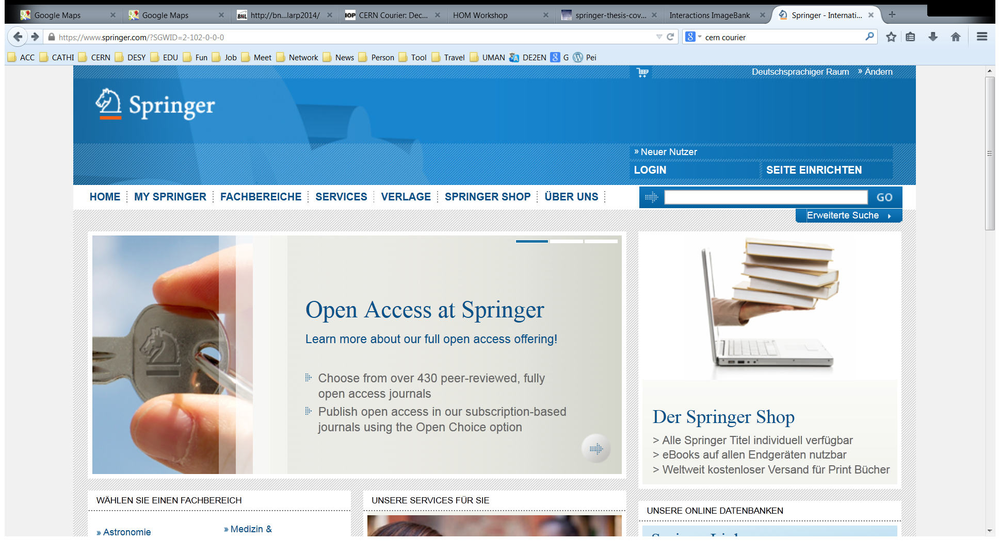 Google Maps
Google Maps
BNL http://bn...larp2014/
IOP CERN Courier: Dec...
HOM Workshop
springer-thesis-cov...
Interactions ImageBank
Springer - Internati...
https://www.springer.com/?SGWID=2-102-0-0-0
8 cern courier
ACC CATHI CERN DESY EDU Fun Job Meet Network News Person Tool Travel UMAN DE2EN 8 G Pei
Deutschsprachiger Raum » Ändern
Springer
» Neuer Nutzer
LOGIN SEITE EINRICHTEN
HOME MY SPRINGER FACHBEREICHE SERVICES VERLAGE SPRINGER SHOP ÜBER UNS GO
Erweiterte Suche
Open Access at Springer
Learn more about our full open access offering!
Choose from over 430 peer-reviewed, fully
open access journals
Publish open access in our subscription-based
journals using the Open Choice option
Der Springer Shop
> Alle Springer Titel individuell verfügbar
> eBooks auf allen Endgeräten nutzbar
> Weltweit kostenloser Versand für Print Bücher
WÄHLEN SIE EINEN FACHBEREICH
» Astronomie
» Medizin &
UNSERE SERVICES FÜR SIE
UNSERE ONLINE DATENBANKEN